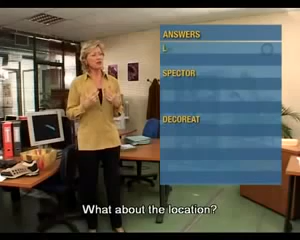 ANSWERS
L
SPECTOR
DECOREAT
What about the location?